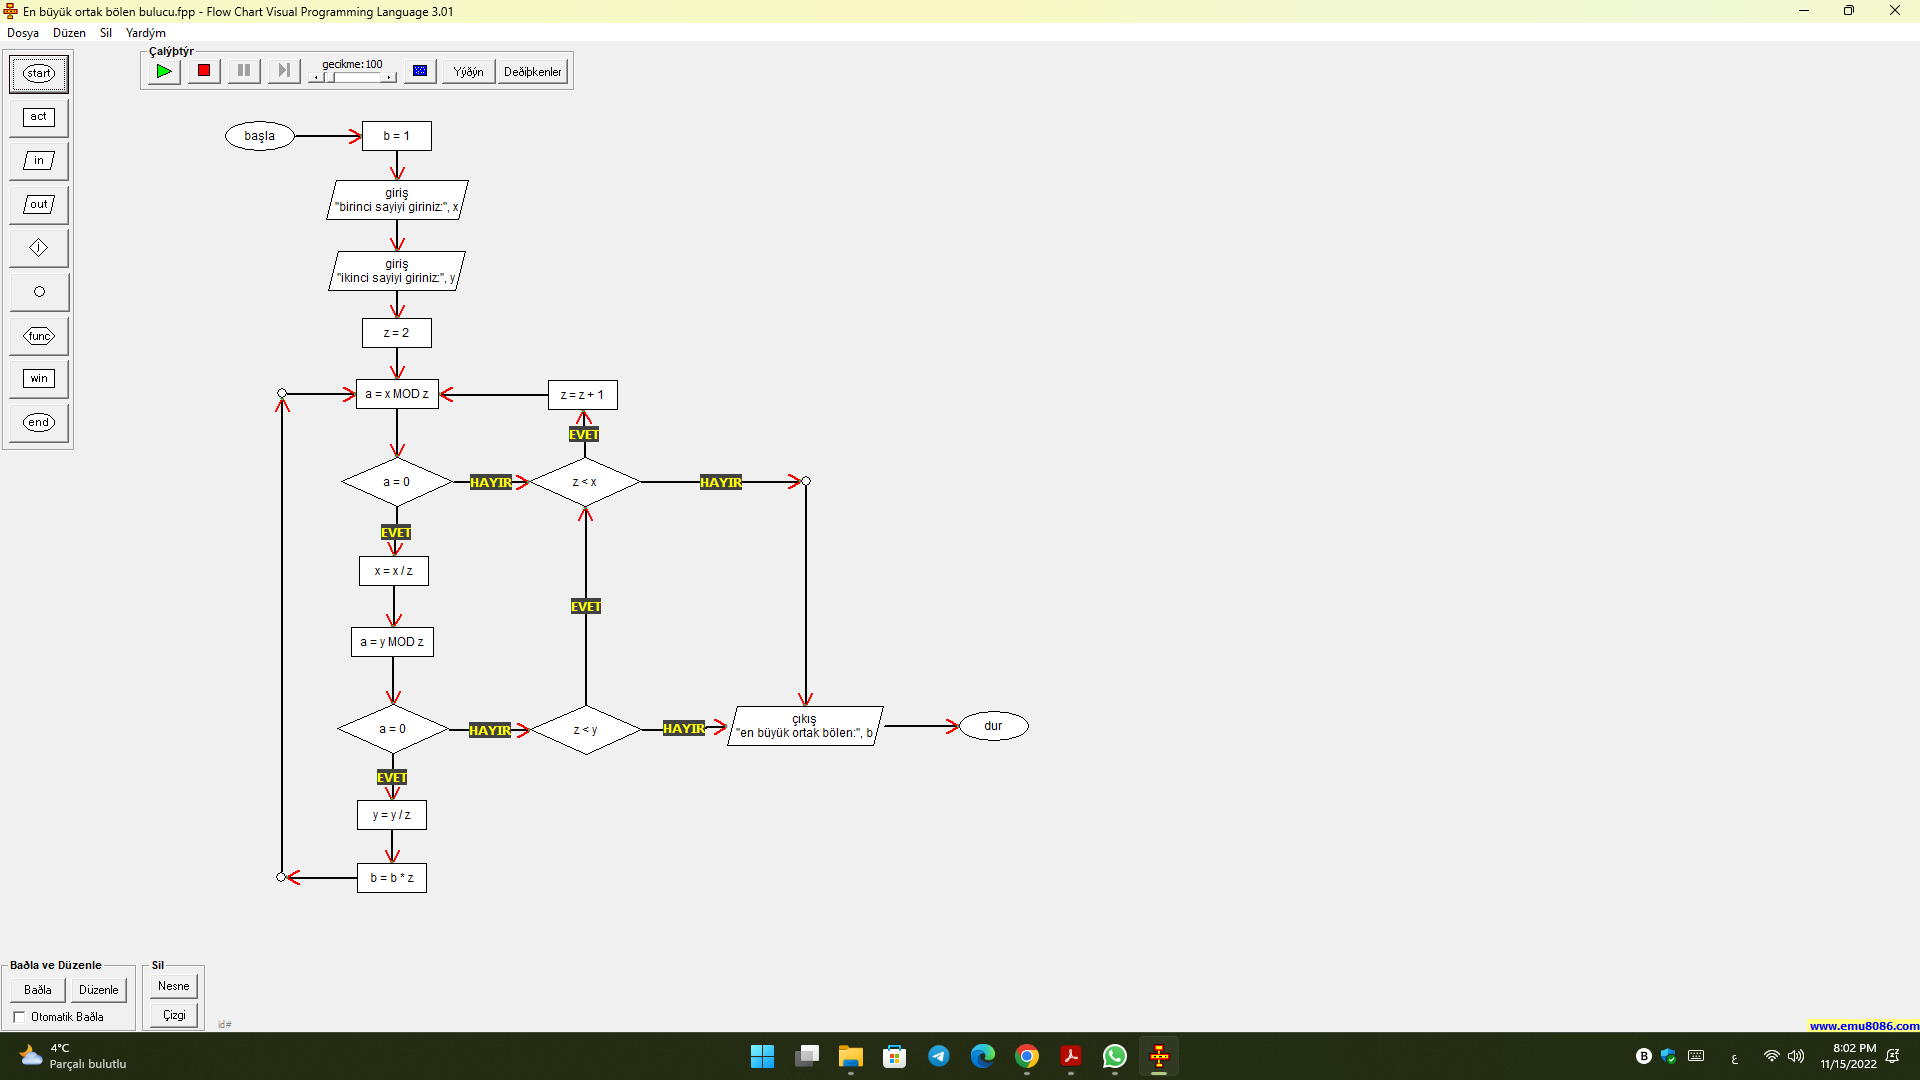 En büyük ortak bölen bulucu.fpp - Flow Chart Visual Programming Language 3.01
Dosya Düzen Sil Yardým
Çalýþtýr
gecikme:100
Yýðýn
Deðiþkenler
start
act
in
out
j
func
win
end
başla
b = 1
giriş
"birinci sayiyi giriniz:", x
giriş
"ikinci sayiyi giriniz:", y
z = 2
a = x MOD z
z = z + 1
EVET
a = 0
HAYIR
z < x
HAYIR
EVET
x = x / z
EVET
a = y MOD z
a = 0
HAYIR
z < y
HAYIR
çıkış
"en büyük ortak bölen:", b
dur
EVET
y = y / z
b = b * z
Baðla ve Düzenle
Baðla
Düzenle
Otomatik Baðla
Sil
Nesne
Çizgi
id#
www.emu8086.com
4°C
Parçalı bulutlu
B
ع
8:02 PM
11/15/2022